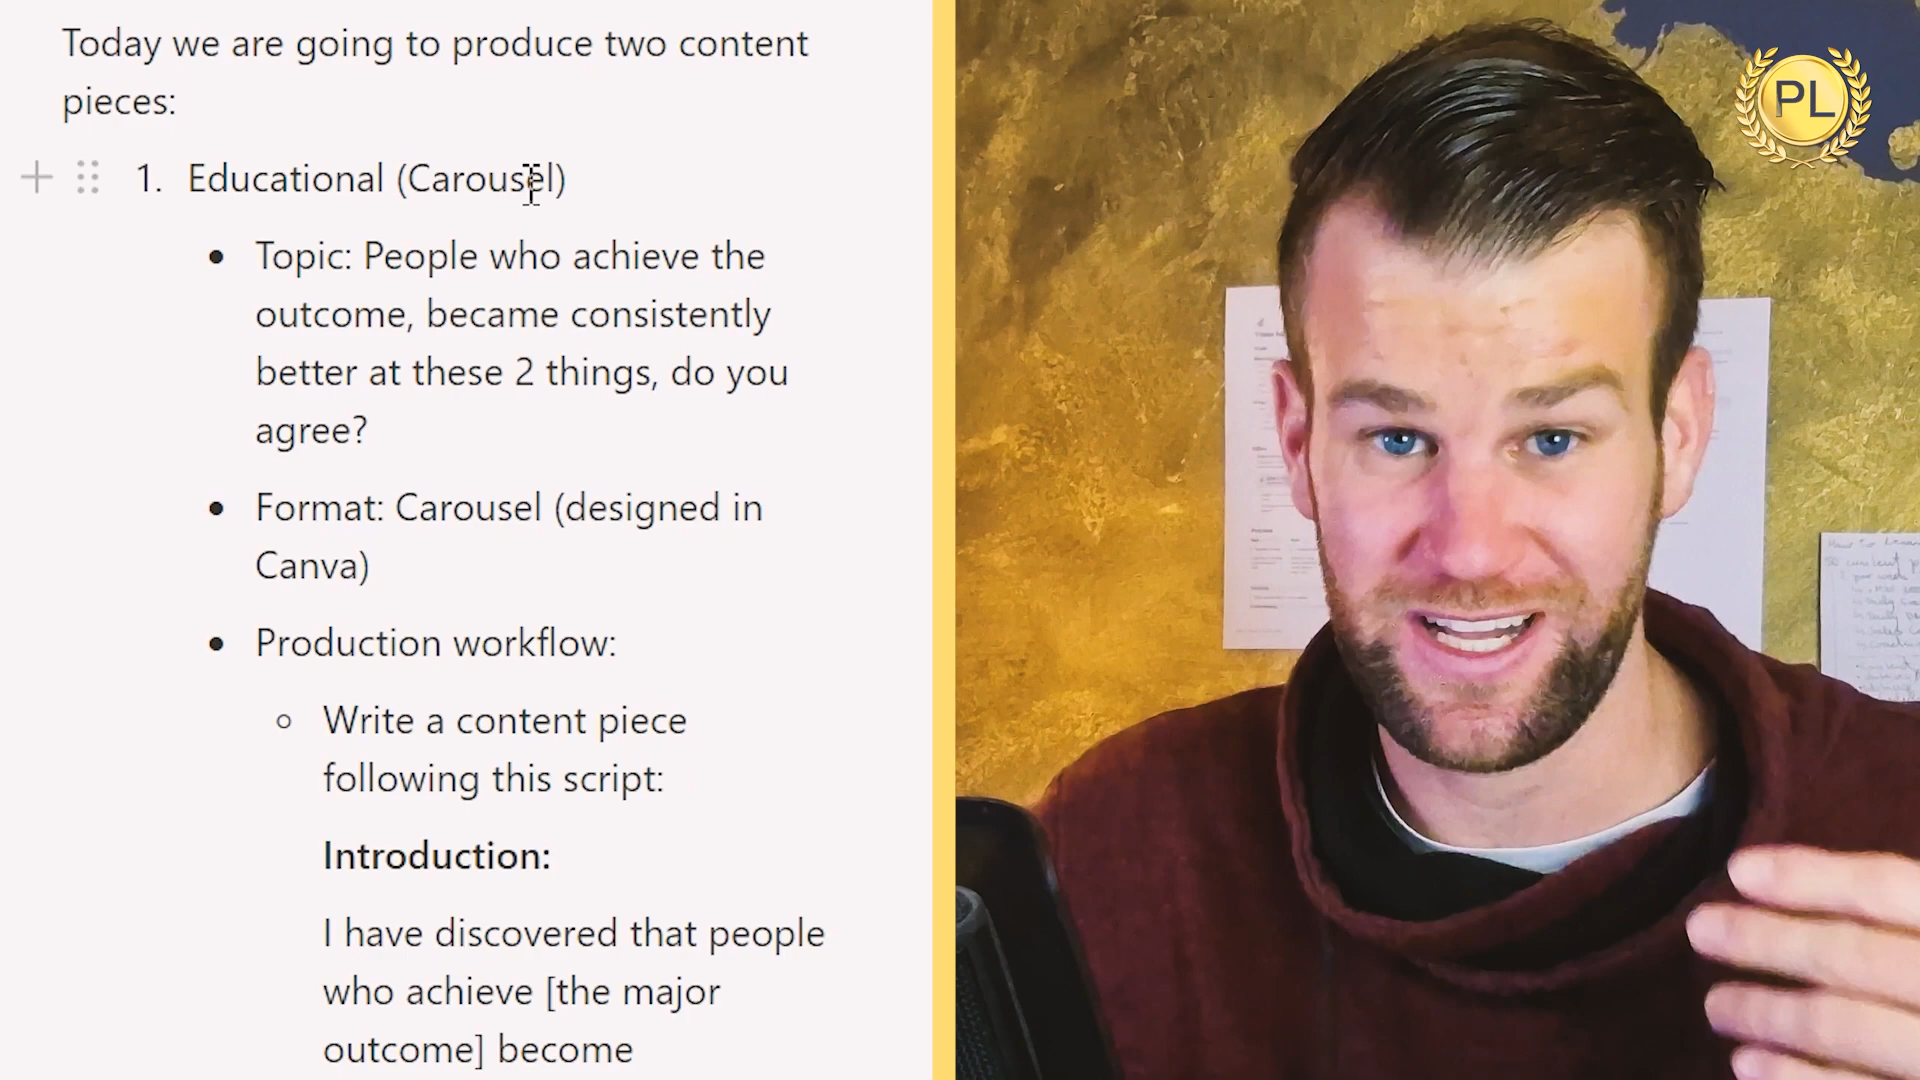 Today we are going to produce two content
pieces:
1. Educational (Carousel)
• Topic: People who achieve the
outcome, became consistently
better at these 2 things, do you
agree?
• Format: Carousel (designed in
Canva)
• Production workflow:
○ Write a content piece
following this script:
Introduction:
I have discovered that people
who achieve [the major
outcome] become
PL